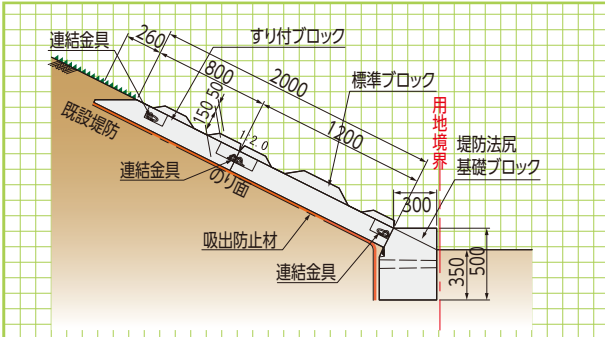 連結金具
260
すり付ブロック
800
2000
標準ブロック
150
50
1200
既設堤防
1:2.0
連結金具
のり面
用地境界
堤防法尻
基礎ブロック
300
吸出防止材
連結金具
350
500